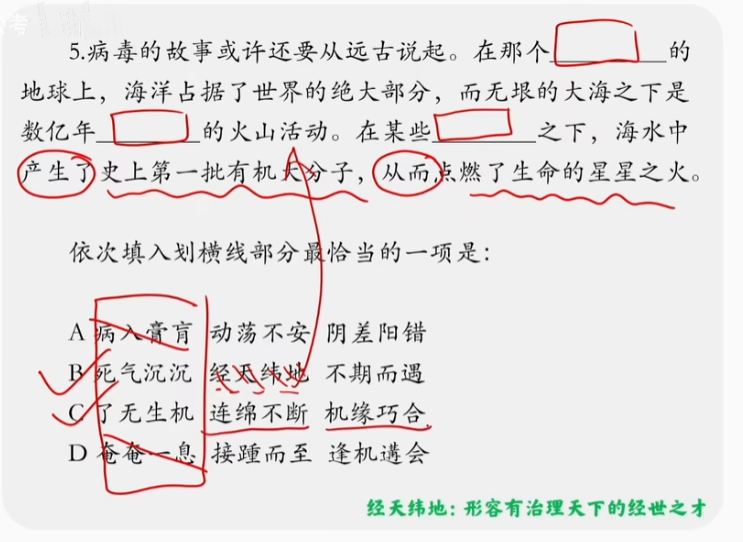 考
5.病毒的故事或许还要从远古说起。在那个______的
地球上，海洋占据了世界的绝大部分，而无垠的大海之下是
数亿年______的火山活动。在某些______之下，海水中
产生了史上第一批有机大分子，从而点燃了生命的星星之火。
依次填入划横线部分最恰当的一项是：
A 病入膏肓 动荡不安 阴差阳错
B 死气沉沉 经天纬地 不期而遇
C 了无生机 连绵不断 机缘巧合
D 奄奄一息 接踵而至 逢机遘会
经天纬地：形容有治理天下的经世之才